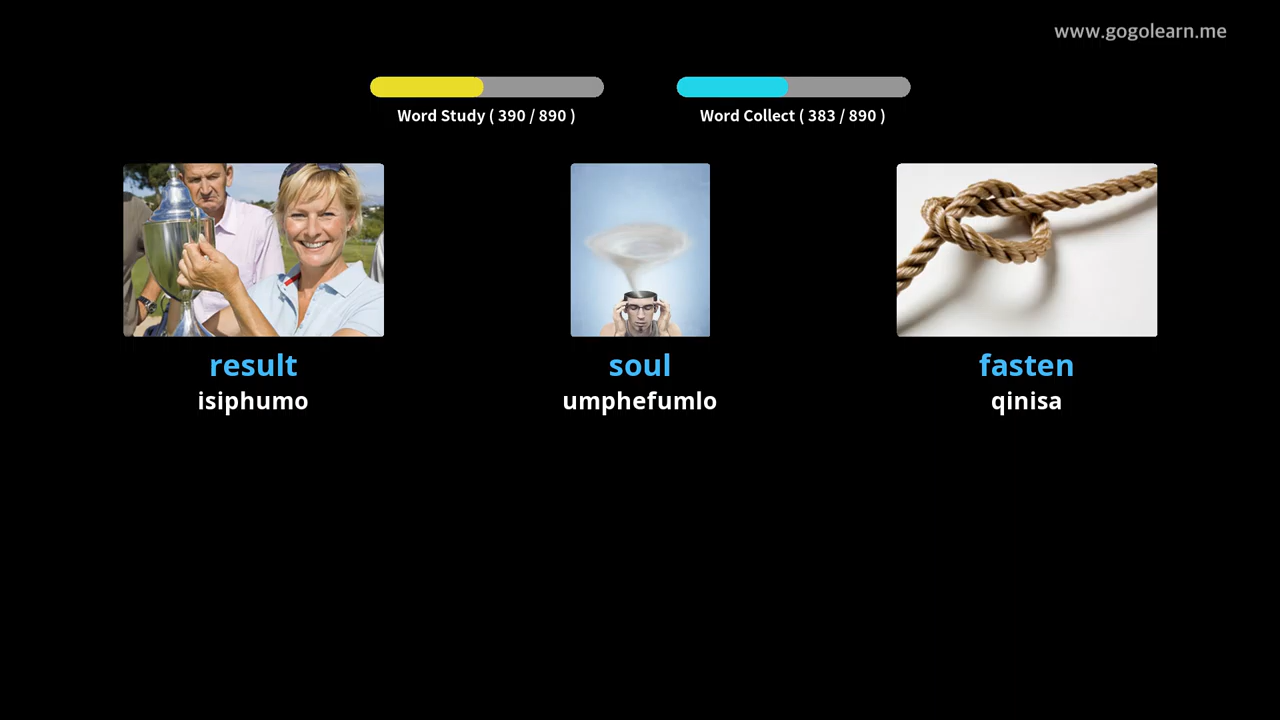 www.gogolearn.me
Word Study ( 390 / 890 )
Word Collect ( 383 / 890 )
result
isiphumo
soul
umphefumlo
fasten
qinisa